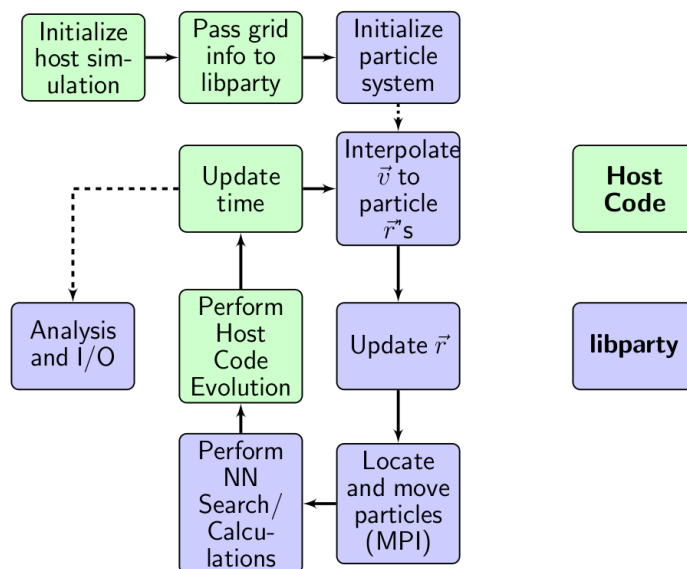 Initialize
host sim-
ulation
Pass grid
info to
libparty
Initialize
particle
system
Update
time
Interpolate
v⃗ to
particle
r⃗'s
Host
Code
Analysis
and I/O
Perform
Host
Code
Evolution
Update r⃗
libparty
Perform
NN
Search/
Calcu-
lations
Locate
and move
particles
(MPI)